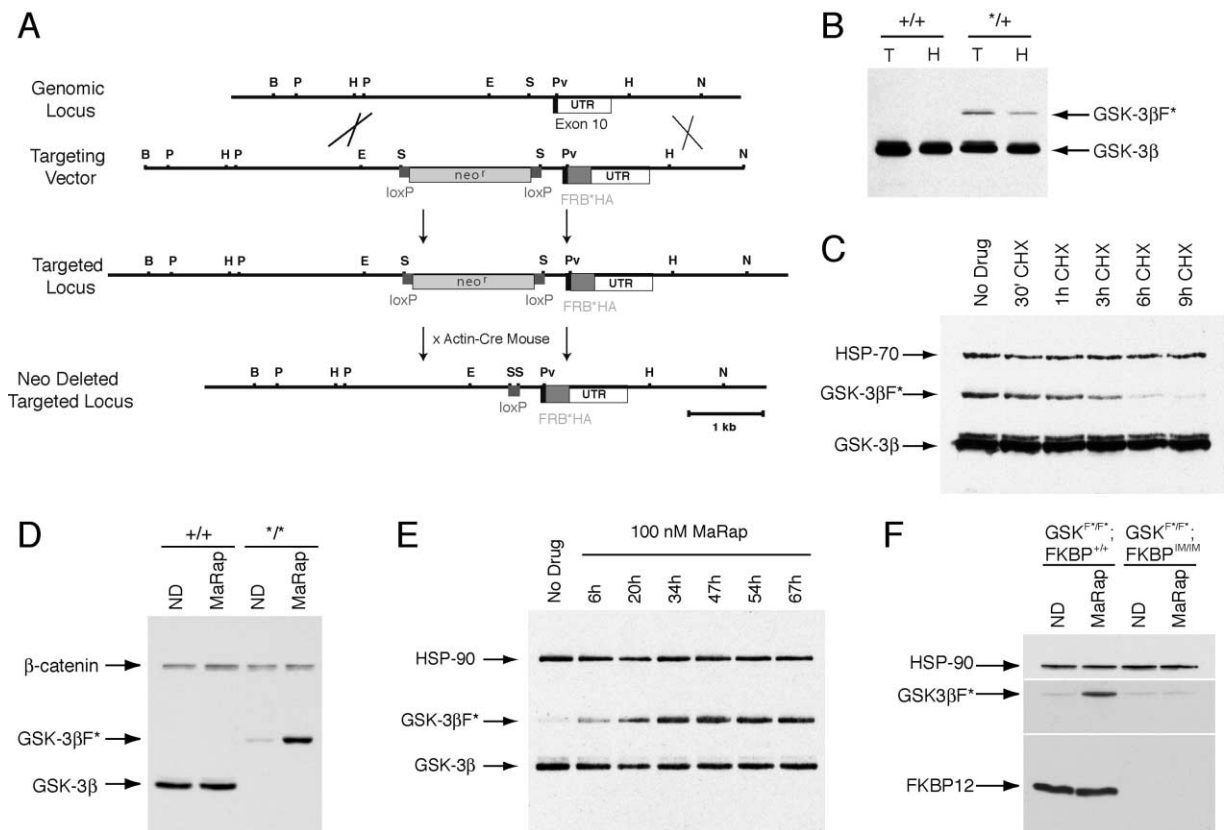 A
B P H P E S Pv H N
Genomic
Locus
UTR
Exon 10
B P H P E S S Pv H N
Targeting
Vector
neo r UTR
loxP loxP FRB*HA
B P H P E S S Pv H N
Targeted
Locus
neo r UTR
loxP loxP FRB*HA
x Actin-Cre Mouse
B P H P E SS Pv H N
Neo Deleted
Targeted Locus
UTR
loxP FRB*HA
1 kb
B
+/+ */+
T H T H
GSK-3βF*
GSK-3β
C
No Drug
30' CHX
1h CHX
3h CHX
6h CHX
9h CHX
HSP-70
GSK-3βF*
GSK-3β
D
+/+ */*
ND
MaRap
ND
MaRap
β-catenin
GSK-3βF*
GSK-3β
E
100 nM MaRap
No Drug
6h
20h
34h
47h
54h
67h
HSP-90
GSK-3βF*
GSK-3β
F
GSK F*/F*; GSK F*/F*;
FKBP +/+ FKBP IM/IM
ND
MaRap
ND
MaRap
HSP-90
GSK3βF*
FKBP12